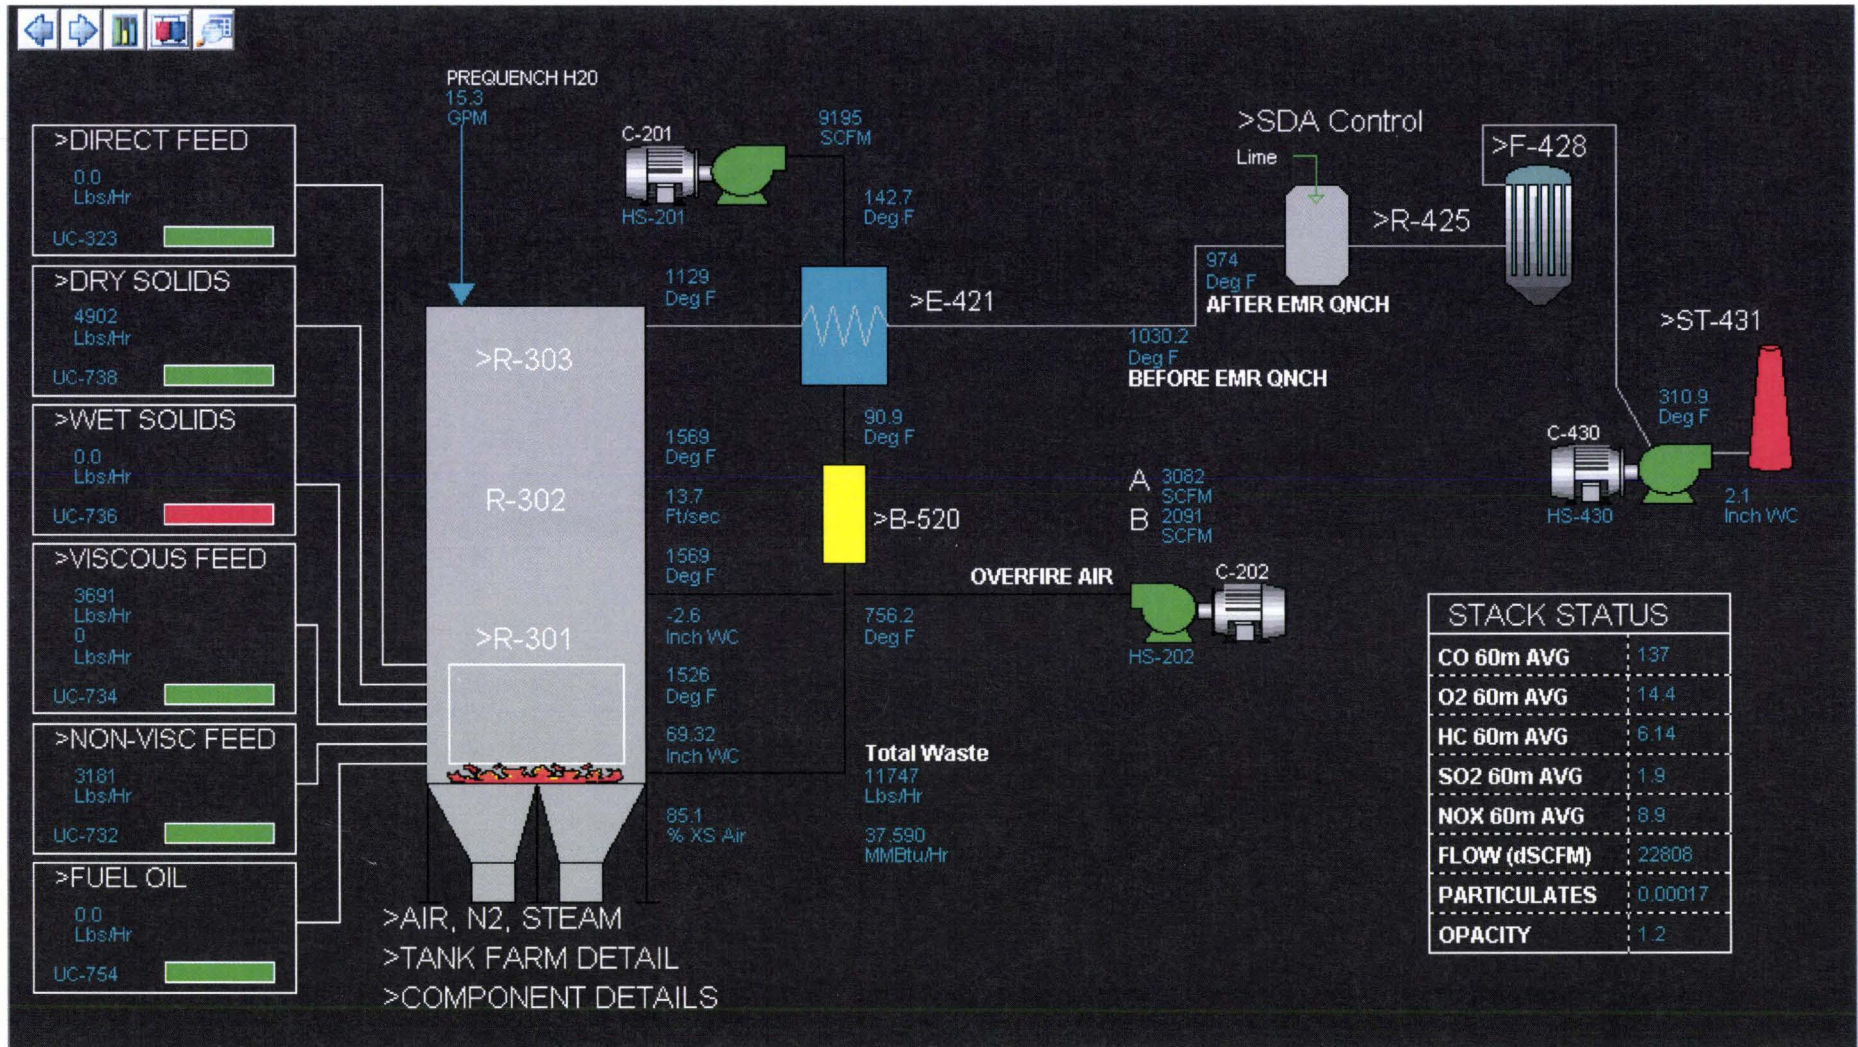 PREQUENCH H20
15.3
GPM
>DIRECT FEED
0.0
Lbs/Hr
UC-323
>DRY SOLIDS
4902
Lbs/Hr
UC-738
>WET SOLIDS
0.0
Lbs/Hr
UC-736
>VISCOUS FEED
3691
Lbs/Hr
0
Lbs/Hr
UC-734
>NON-VISC FEED
3181
Lbs/Hr
UC-732
>FUEL OIL
0.0
Lbs/Hr
UC-754
>R-303
R-302
>R-301
>AIR, N2, STEAM
>TANK FARM DETAIL
>COMPONENT DETAILS
C-201
HS-201
9195
SCFM
142.7
Deg F
1129
Deg F
>E-421
90.9
Deg F
1569
Deg F
13.7
Ft/sec
1569
Deg F
-2.6
Inch WC
1526
Deg F
69.32
Inch WC
85.1
% XS Air
>B-520
756.2
Deg F
OVERFIRE AIR
Total Waste
11747
Lbs/Hr
37.590
MMBtu/Hr
A 3082
SCFM
B 2091
SCFM
C-202
HS-202
1030.2
Deg F
BEFORE EMR QNCH
974
Deg F
AFTER EMR QNCH
>SDA Control
Lime
>R-425
>F-428
>ST-431
310.9
Deg F
C-430
HS-430
2.1
Inch WC
STACK STATUS
CO 60m AVG 137
O2 60m AVG 14.4
HC 60m AVG 6.14
SO2 60m AVG 1.9
NOX 60m AVG 8.9
FLOW (dSCFM) 22808
PARTICULATES 0.00017
OPACITY 1.2